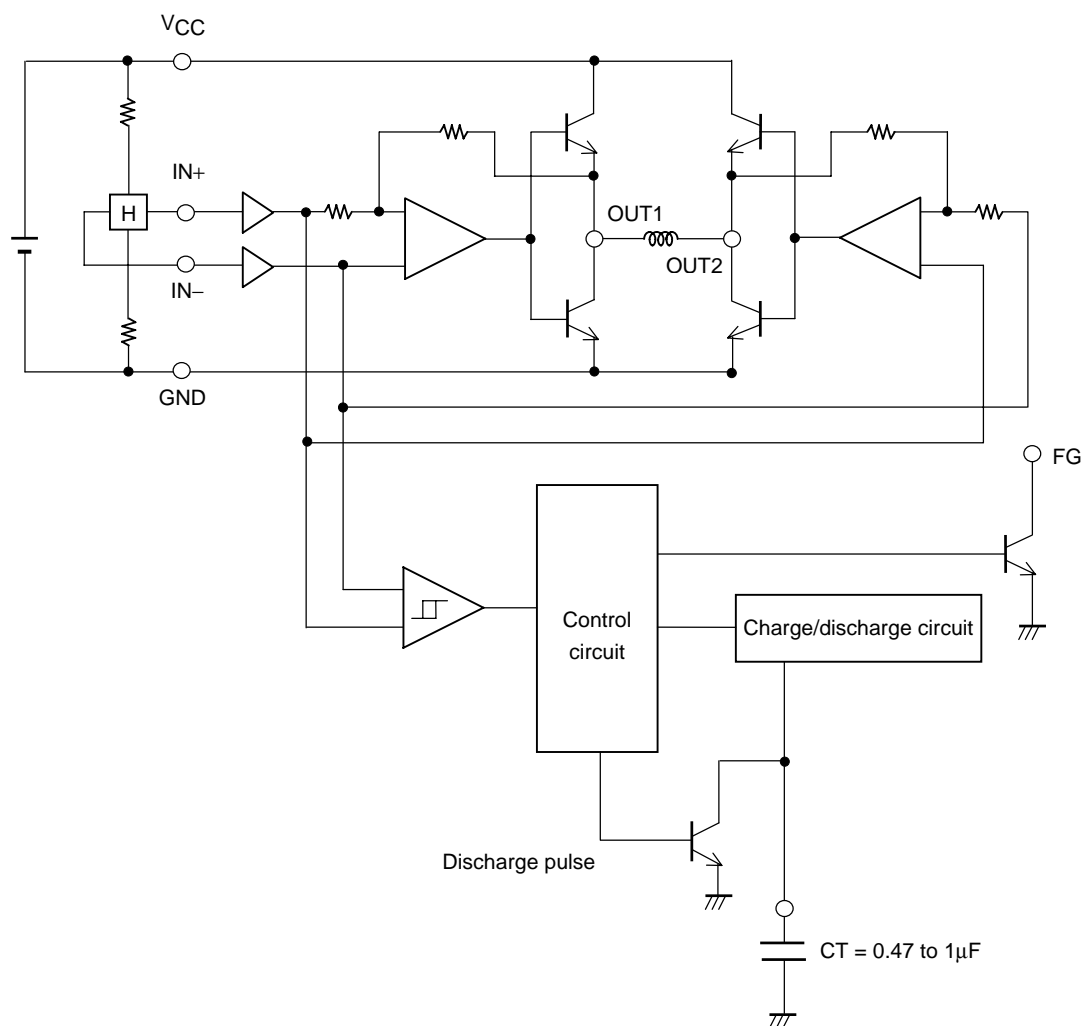 VCC
IN+
H
OUT1
OUT2
IN−
GND
FG
Control
circuit
Charge/discharge circuit
Discharge pulse
CT = 0.47 to 1μF